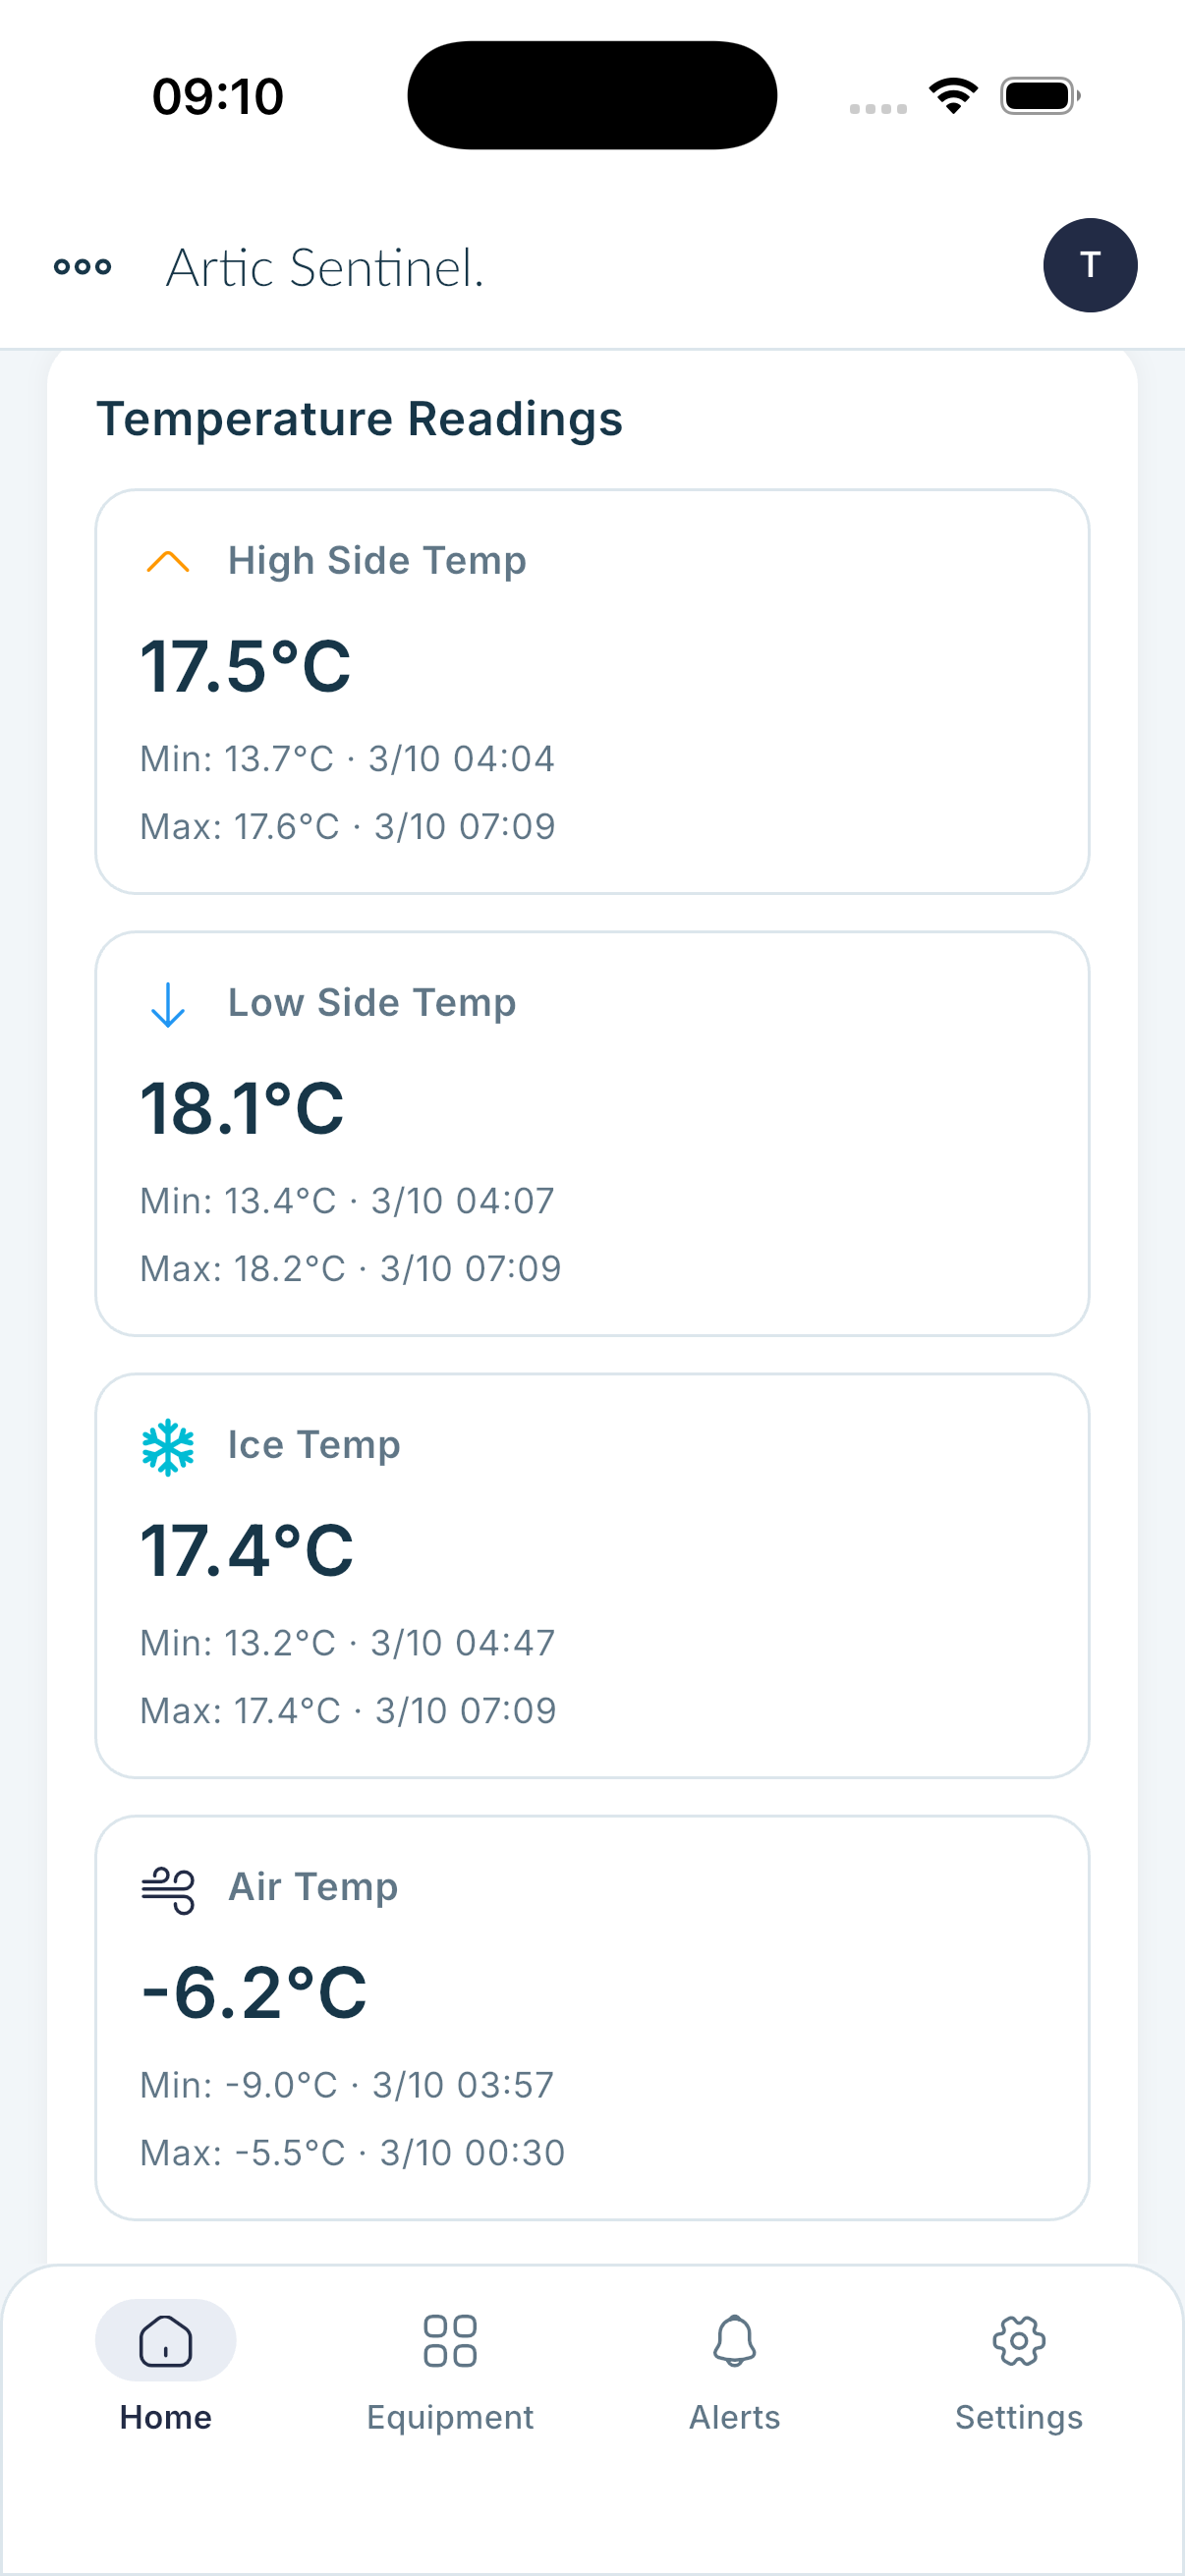 09:10
Artic Sentinel.
T
Temperature Readings
High Side Temp
17.5°C
Min: 13.7°C · 3/10 04:04
Max: 17.6°C · 3/10 07:09
Low Side Temp
18.1°C
Min: 13.4°C · 3/10 04:07
Max: 18.2°C · 3/10 07:09
Ice Temp
17.4°C
Min: 13.2°C · 3/10 04:47
Max: 17.4°C · 3/10 07:09
Air Temp
-6.2°C
Min: -9.0°C · 3/10 03:57
Max: -5.5°C · 3/10 00:30
Home Equipment Alerts Settings